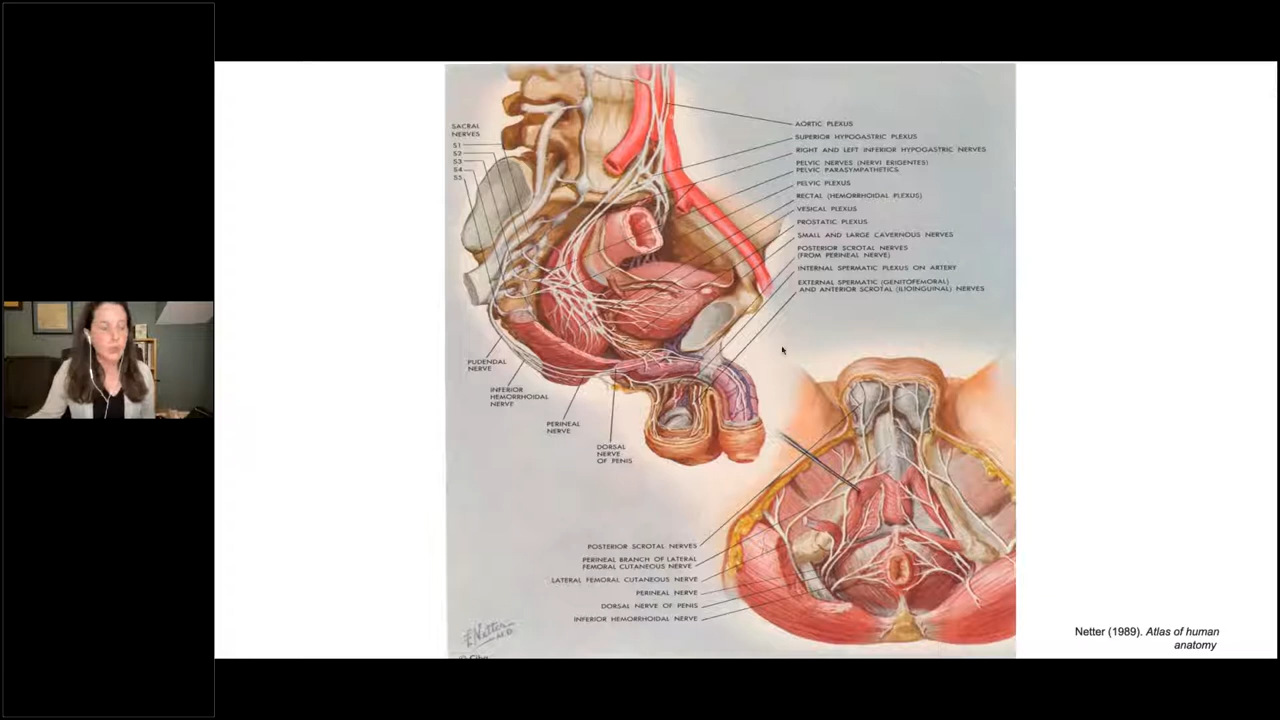 SACRAL
NERVES
S1
S2
S3
S4
S5
AORTIC PLEXUS
SUPERIOR HYPOGASTRIC PLEXUS
RIGHT AND LEFT INFERIOR HYPOGASTRIC NERVES
PELVIC NERVES (NERVI ERIGENTES)
PELVIC PARASYMPATHETICS
PELVIC PLEXUS
RECTAL (HEMORRHOIDAL PLEXUS)
VESICAL PLEXUS
PROSTATIC PLEXUS
SMALL AND LARGE CAVERNOUS NERVES
POSTERIOR SCROTAL NERVES
(FROM PERINEAL NERVE)
INTERNAL SPERMATIC PLEXUS ON ARTERY
EXTERNAL SPERMATIC (GENITOFEMORAL)
AND ANTERIOR SCROTAL (ILIOINGUINAL) NERVES
PUDENDAL
NERVE
INFERIOR
HEMORRHOIDAL
NERVE
PERINEAL
NERVE
DORSAL
NERVE
OF PENIS
POSTERIOR SCROTAL NERVES
PERINEAL BRANCH OF LATERAL
FEMORAL CUTANEOUS NERVE
LATERAL FEMORAL CUTANEOUS NERVE
PERINEAL NERVE
DORSAL NERVE OF PENIS
INFERIOR HEMORRHOIDAL NERVE
F. Netter
M.D.
© Ciba
Netter (1989). Atlas of human
anatomy